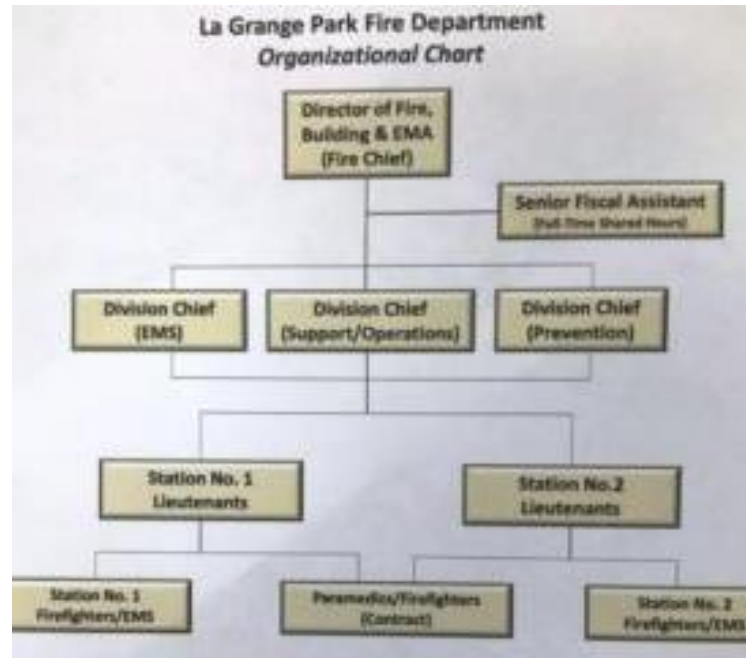 La Grange Park Fire Department
Organizational Chart
Director of Fire,
Building & EMA
(Fire Chief)
Senior Fiscal Assistant
(Full-Time Shared Hours)
Division Chief
(EMS)
Division Chief
(Support/Operations)
Division Chief
(Prevention)
Station No. 1
Lieutenants
Station No.2
Lieutenants
Station No. 1
Firefighters/EMS
Paramedics/Firefighters
(Contract)
Station No. 2
Firefighters/EMS